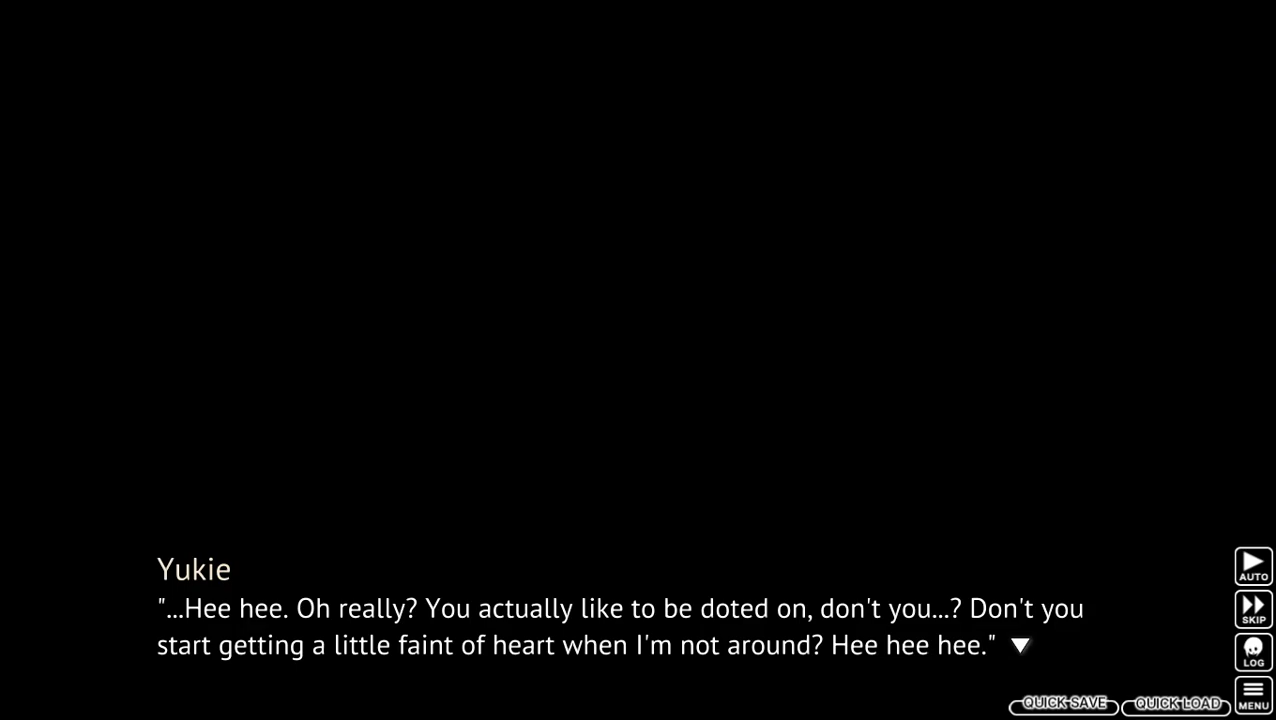 Yukie
"...Hee hee. Oh really? You actually like to be doted on, don't you...? Don't you
start getting a little faint of heart when I'm not around? Hee hee hee."
AUTO
SKIP
LOG
MENU
QUICK SAVE
QUICK LOAD